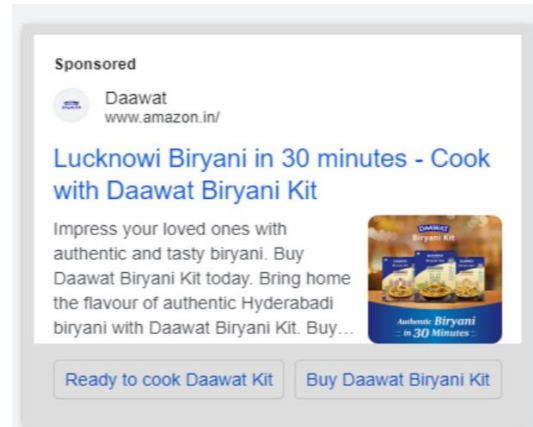 Sponsored
Daawat
www.amazon.in/
Lucknowi Biryani in 30 minutes - Cook
with Daawat Biryani Kit
Impress your loved ones with
authentic and tasty biryani. Buy
Daawat Biryani Kit today. Bring home
the flavour of authentic Hyderabadi
biryani with Daawat Biryani Kit. Buy…
DAAWAT
Biryani Kit
Authentic Biryani
in 30 Minutes
Ready to cook Daawat Kit
Buy Daawat Biryani Kit